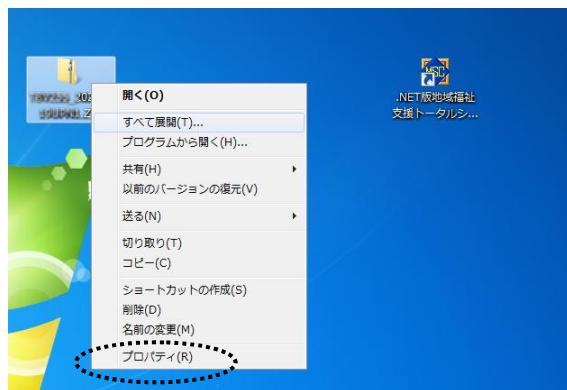 開く(O)
すべて展開(T)...
プログラムから開く(H)...
共有(H)
以前のバージョンの復元(V)
送る(N)
切り取り(T)
コピー(C)
ショートカットの作成(S)
削除(D)
名前の変更(M)
プロパティ(R)
MSC
.NET版地域福祉
支援トータルシ...